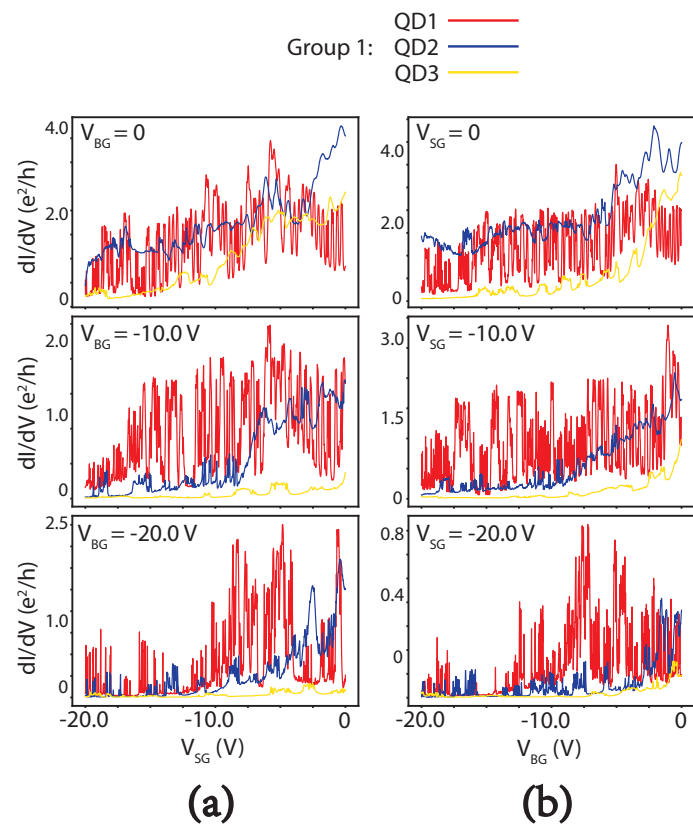 QD1
Group 1: QD2
QD3
V_BG = 0
V_SG = 0
4.0
2.0
0
4.0
2.0
0
dI/dV (e²/h)
V_BG = -10.0 V
V_SG = -10.0 V
2.0
1.0
0
3.0
1.5
0
dI/dV (e²/h)
V_BG = -20.0 V
V_SG = -20.0 V
2.5
1.0
0
0.8
0.4
0
dI/dV (e²/h)
-20.0 -10.0 0
-20.0 -10.0 0
V_SG (V)
V_BG (V)
(a) (b)